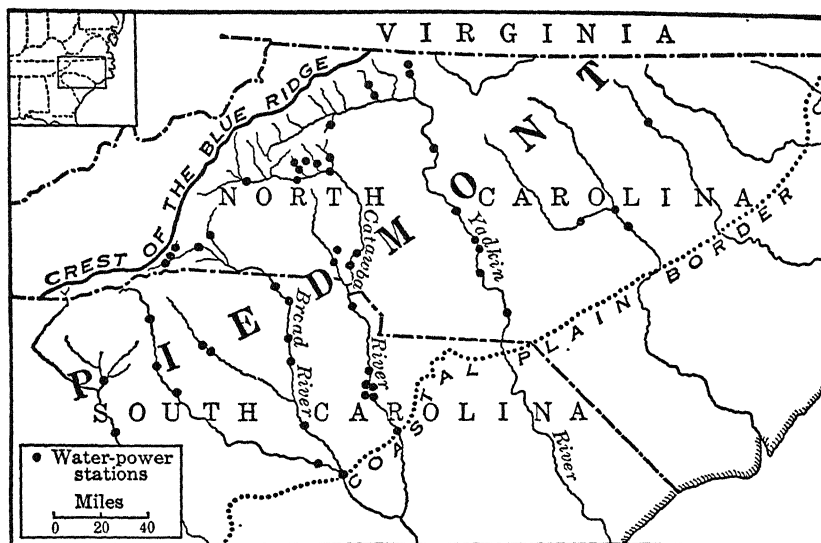 VIRGINIA
CREST OF THE BLUE RIDGE
PIEDMONT
NORTH CAROLINA
Catawba
River
Yadkin
River
Broad
River
COASTAL PLAIN BORDER
SOUTH CAROLINA
Water-power
stations
Miles
0 20 40